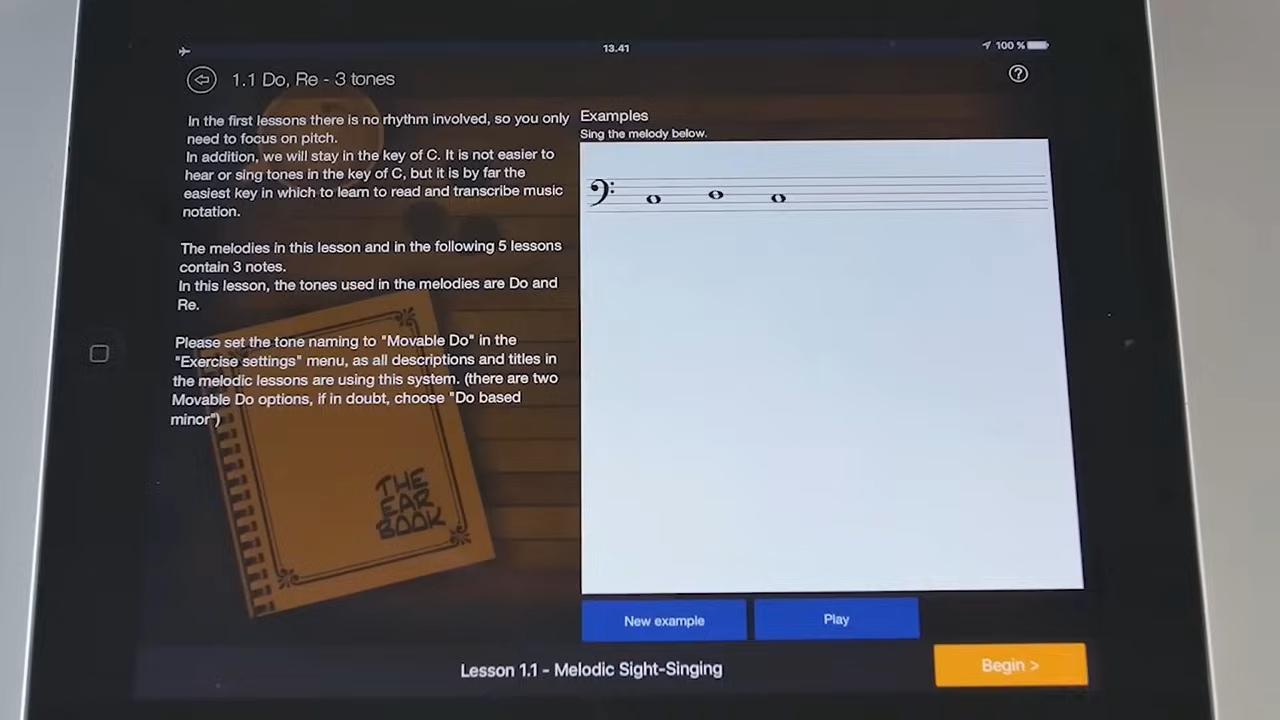 13.41
100 %
1.1 Do, Re - 3 tones
?
In the first lessons there is no rhythm involved, so you only
need to focus on pitch.
In addition, we will stay in the key of C. It is not easier to
hear or sing tones in the key of C, but it is by far the
easiest key in which to learn to read and transcribe music
notation.
The melodies in this lesson and in the following 5 lessons
contain 3 notes.
In this lesson, the tones used in the melodies are Do and
Re.
Please set the tone naming to "Movable Do" in the
"Exercise settings" menu, as all descriptions and titles in
the melodic lessons are using this system. (there are two
Movable Do options, if in doubt, choose "Do based
minor")
THE
EAR
BOOK
Examples
Sing the melody below.
New example
Play
Lesson 1.1 - Melodic Sight-Singing
Begin >